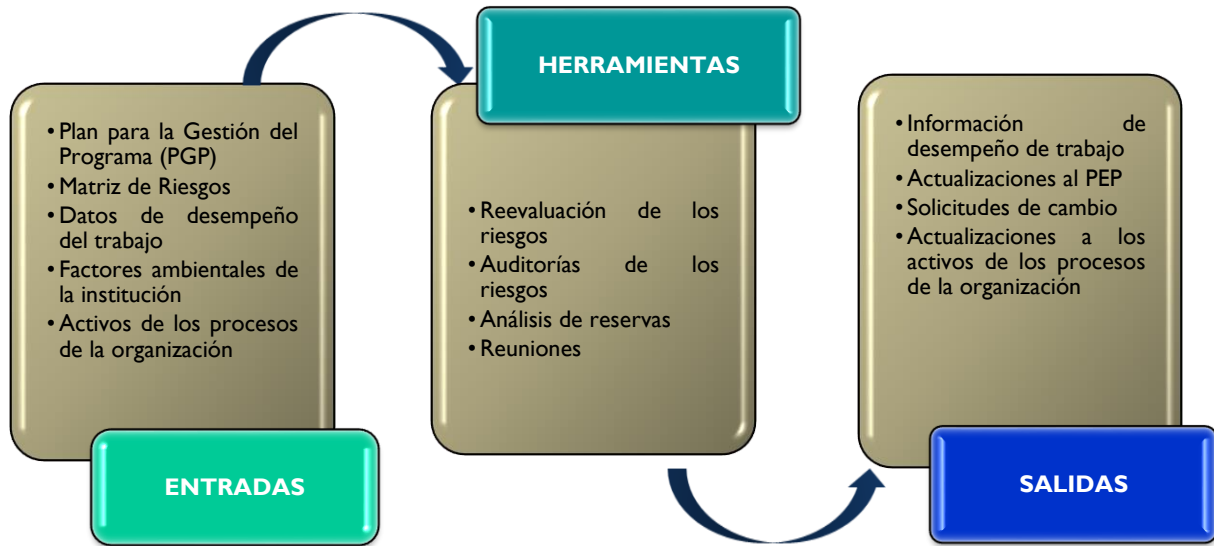 • Plan para la Gestión del
Programa (PGP)
• Matriz de Riesgos
• Datos de desempeño
del trabajo
• Factores ambientales de
la institución
• Activos de los procesos
de la organización
ENTRADAS
HERRAMIENTAS
• Reevaluación de los
riesgos
• Auditorías de los
riesgos
• Análisis de reservas
• Reuniones
• Información de
desempeño de trabajo
• Actualizaciones al PEP
• Solicitudes de cambio
• Actualizaciones a los
activos de los procesos
de la organización
SALIDAS